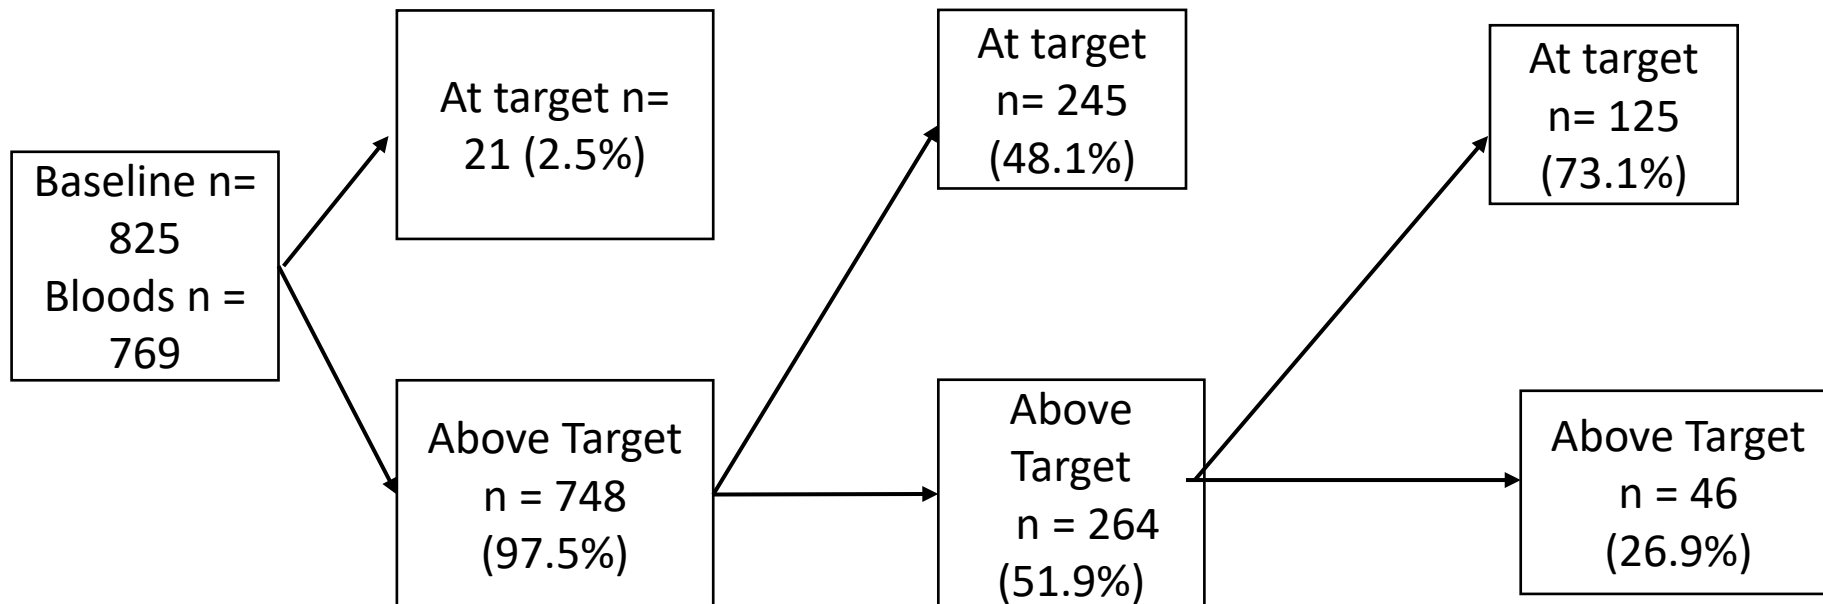 Baseline n=
825
Bloods n =
769
At target n=
21 (2.5%)
Above Target
n = 748
(97.5%)
At target
n= 245
(48.1%)
Above
Target
n = 264
(51.9%)
At target
n= 125
(73.1%)
Above Target
n = 46
(26.9%)